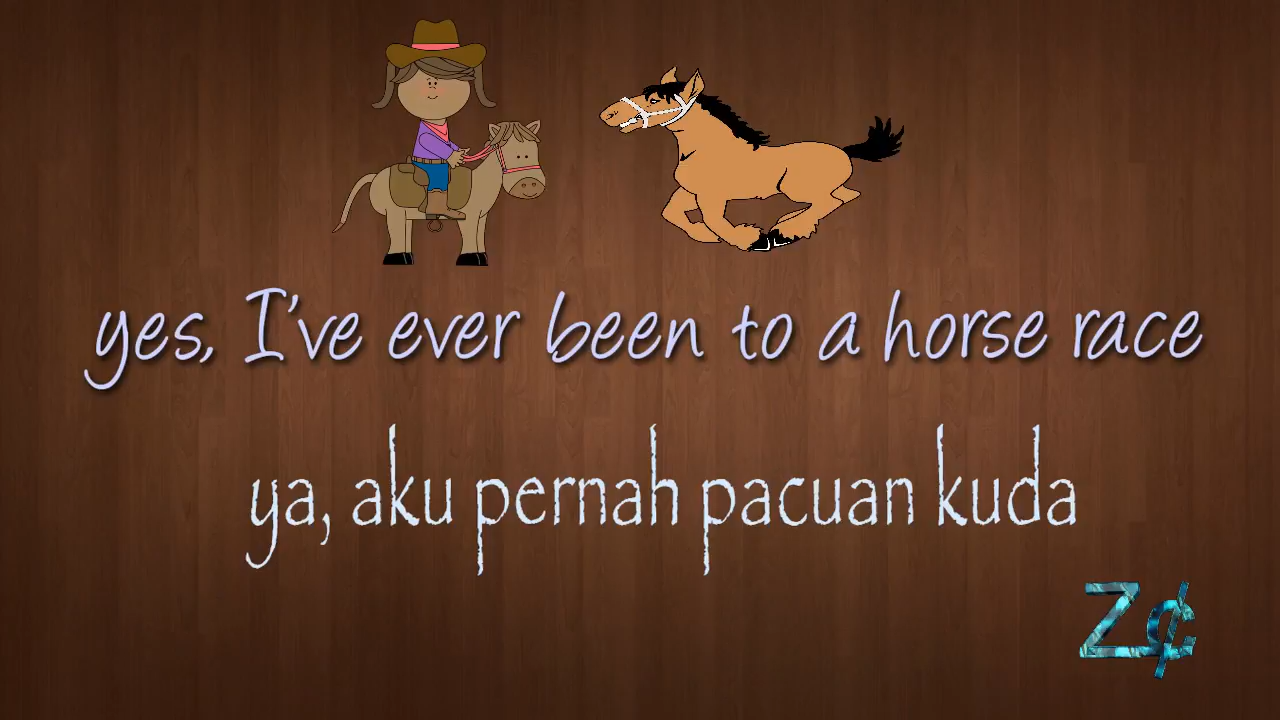 yes, I've ever been to a horse race
ya, aku pernah pacuan kuda
Z¢